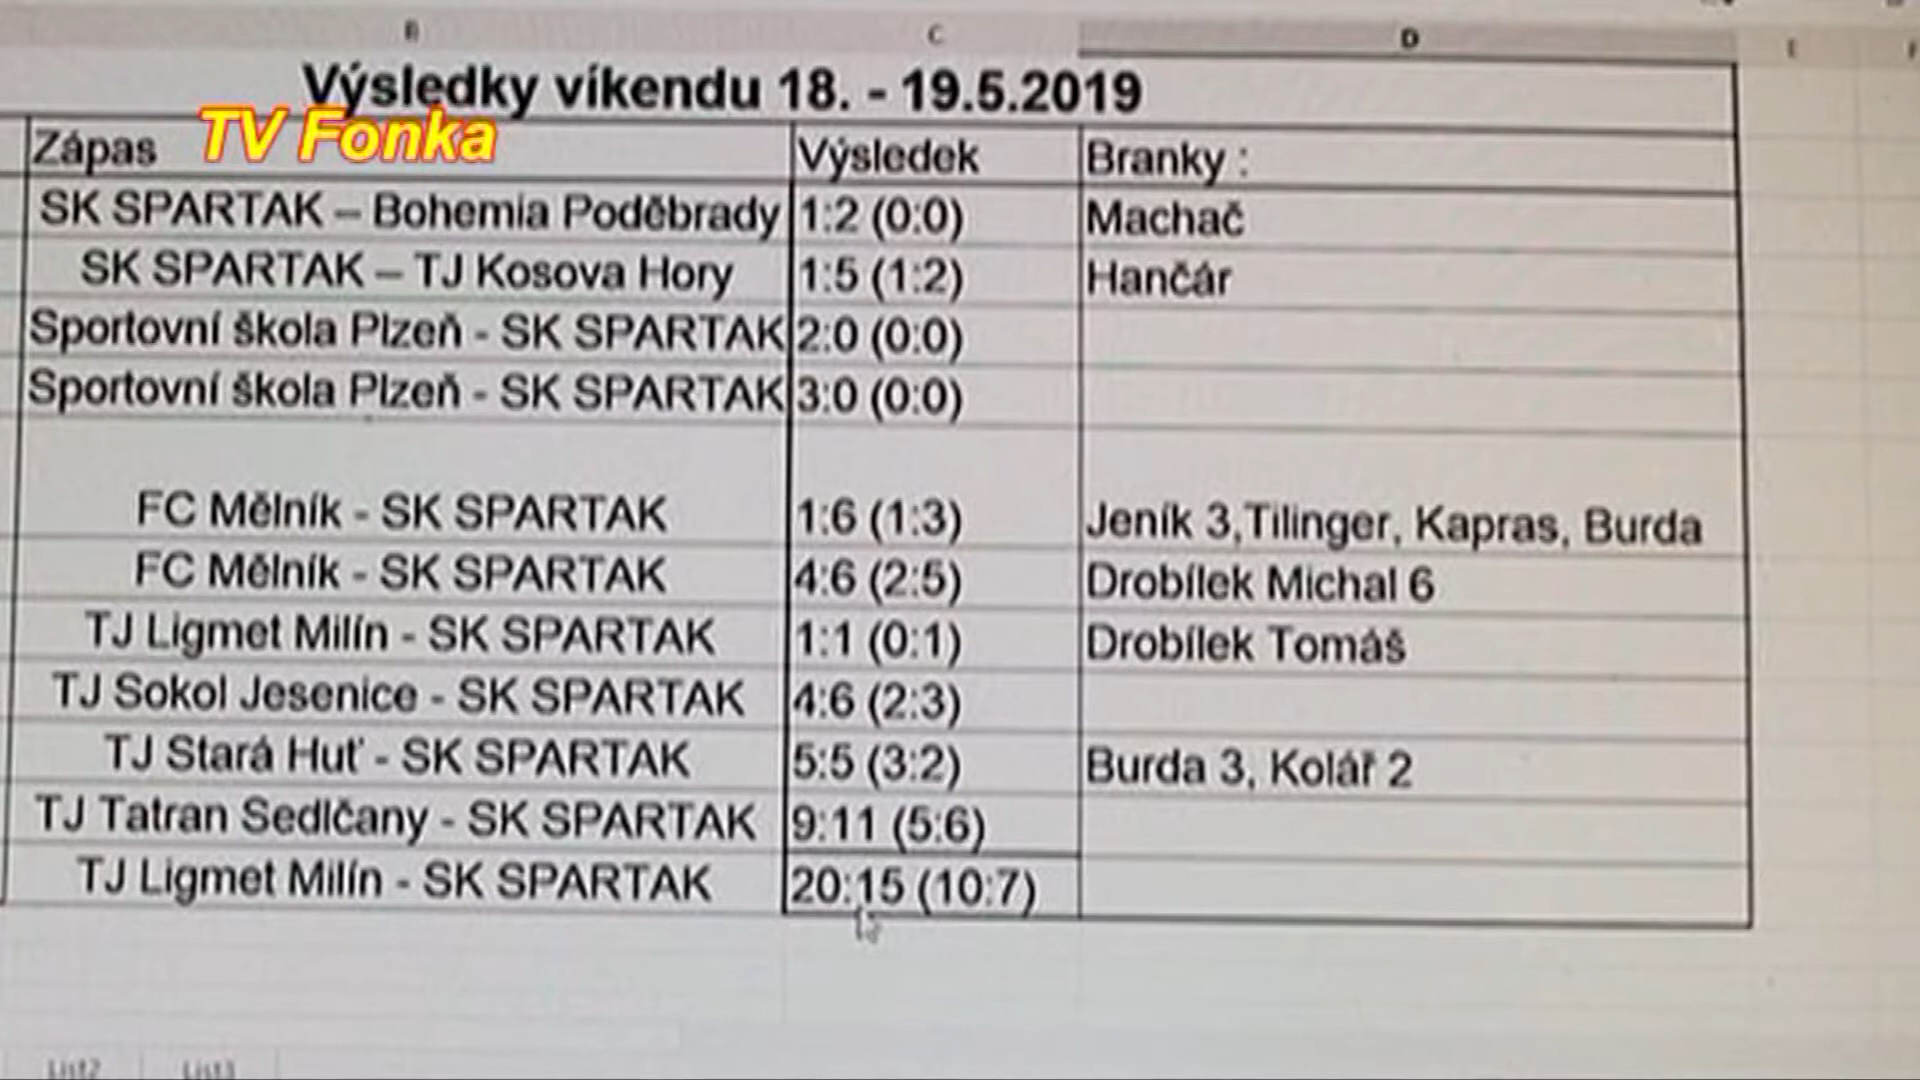 B C D E F
Výsledky víkendu 18. - 19.5.2019
TV Fonka
Zápas Výsledek Branky :
SK SPARTAK – Bohemia Poděbrady 1:2 (0:0) Machač
SK SPARTAK – TJ Kosova Hory 1:5 (1:2) Hančár
Sportovní škola Plzeň - SK SPARTAK 2:0 (0:0)
Sportovní škola Plzeň - SK SPARTAK 3:0 (0:0)
FC Mělník - SK SPARTAK 1:6 (1:3) Jeník 3,Tilinger, Kapras, Burda
FC Mělník - SK SPARTAK 4:6 (2:5) Drobílek Michal 6
TJ Ligmet Milín - SK SPARTAK 1:1 (0:1) Drobílek Tomáš
TJ Sokol Jesenice - SK SPARTAK 4:6 (2:3)
TJ Stará Huť - SK SPARTAK 5:5 (3:2) Burda 3, Kolář 2
TJ Tatran Sedlčany - SK SPARTAK 9:11 (5:6)
TJ Ligmet Milín - SK SPARTAK 20:15 (10:7)
List2 List3